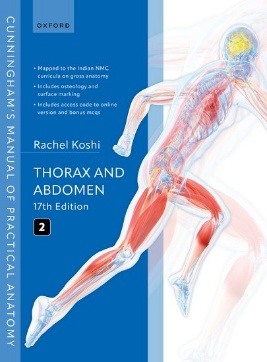 OXFORD
• Mapped to the Indian NMC
curricula on gross anatomy
• Includes osteology and
surface marking
• Includes access code to online
version and bonus mcqs
Rachel Koshi
THORAX AND
ABDOMEN
17th Edition
2
CUNNINGHAM'S MANUAL OF PRACTICAL ANATOMY